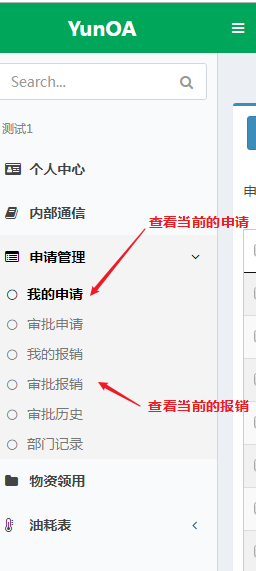 YunOA
Search...
测试1
个人中心
内部通信
查看当前的申请
申请管理
我的申请
审批申请
我的报销
审批报销
查看当前的报销
审批历史
部门记录
物资领用
油耗表